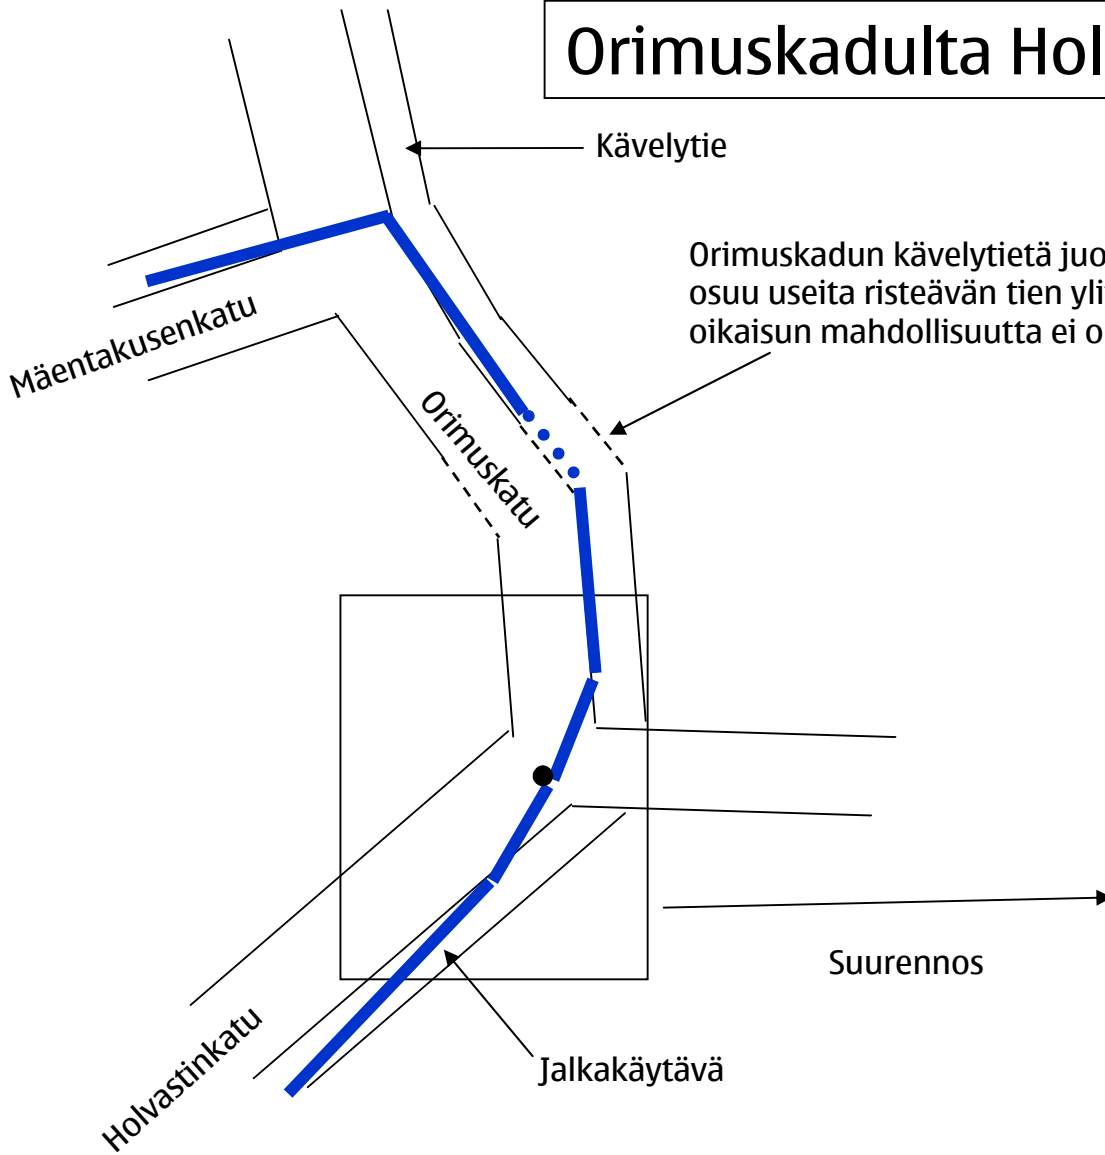 Orimuskadulta Hol
Kävelytie
Orimuskadun kävelytietä juo
osuu useita risteävän tien yli
oikaisun mahdollisuutta ei o
Mäentakusenkatu
Orimuskatu
Suurennos
Holvastinkatu
Jalkakäytävä